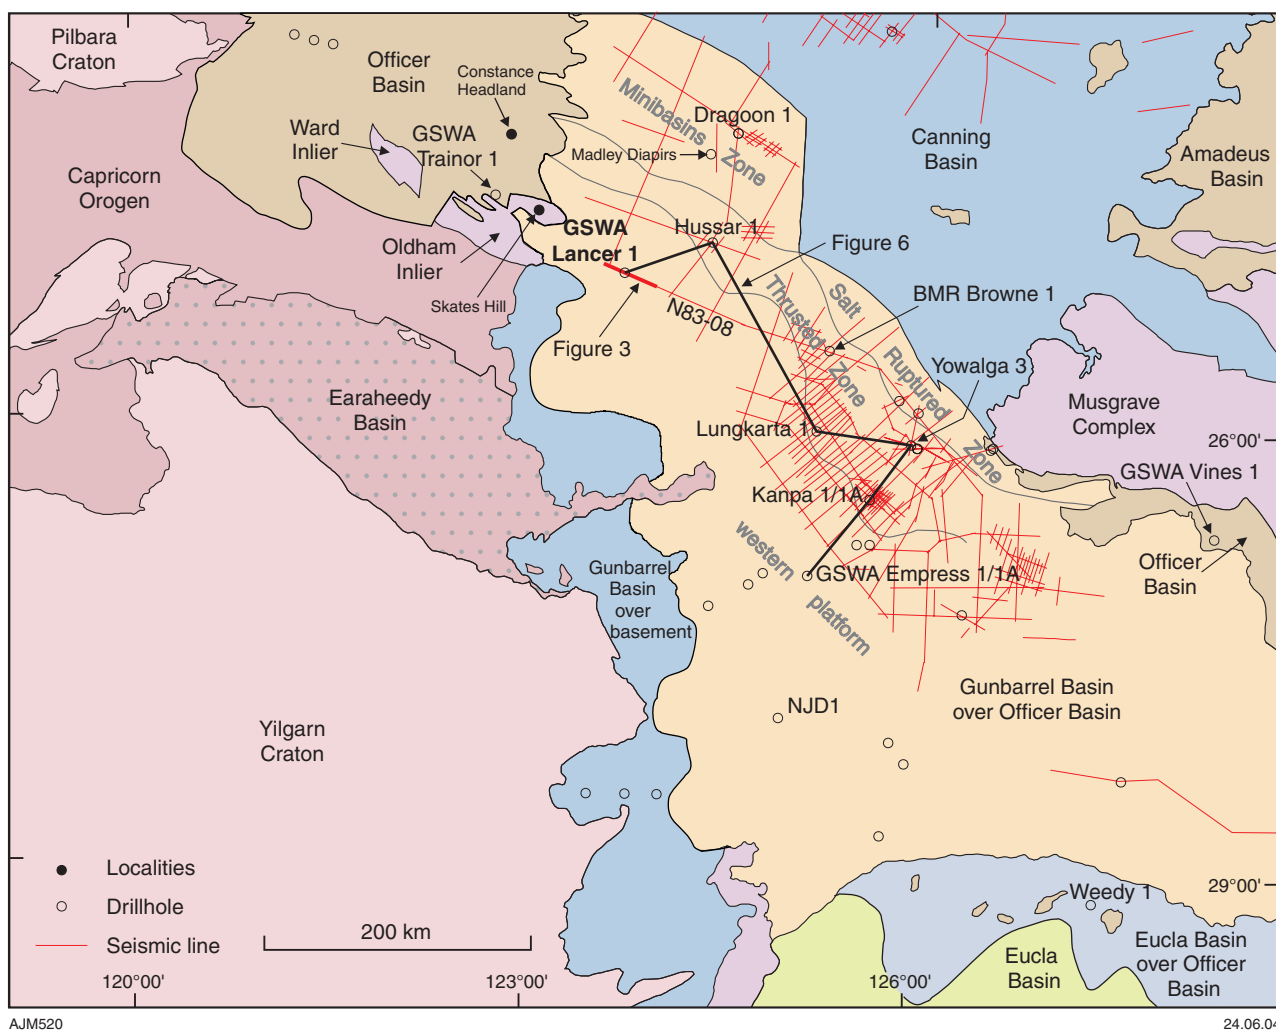 Pilbara
Craton
Officer
Basin
Constance
Headland
Ward
Inlier
GSWA
Trainor 1
Capricorn
Orogen
Oldham
Inlier
Skates Hill
Minibasins
Zone
Dragoon 1
Madley Diapirs
Canning
Basin
Amadeus
Basin
GSWA
Lancer 1
Hussar 1
Figure 6
Figure 3
N83-08
BMR Browne 1
Thrusted
Zone
Salt
Ruptured
Zone
Yowalga 3
Earaheedy
Basin
Lungkarta 1
Musgrave
Complex
26°00'
GSWA Vines 1
Kanpa 1/1A
western
platform
GSWA Empress 1/1A
Officer
Basin
Gunbarrel
Basin
over
basement
Gunbarrel Basin
over Officer Basin
NJD1
Yilgarn
Craton
Localities
Drillhole
Seismic line
200 km
120°00'
123°00'
126°00'
29°00'
Weedy 1
Eucla
Basin
Eucla Basin
over Officer
Basin
AJM520
24.06.04